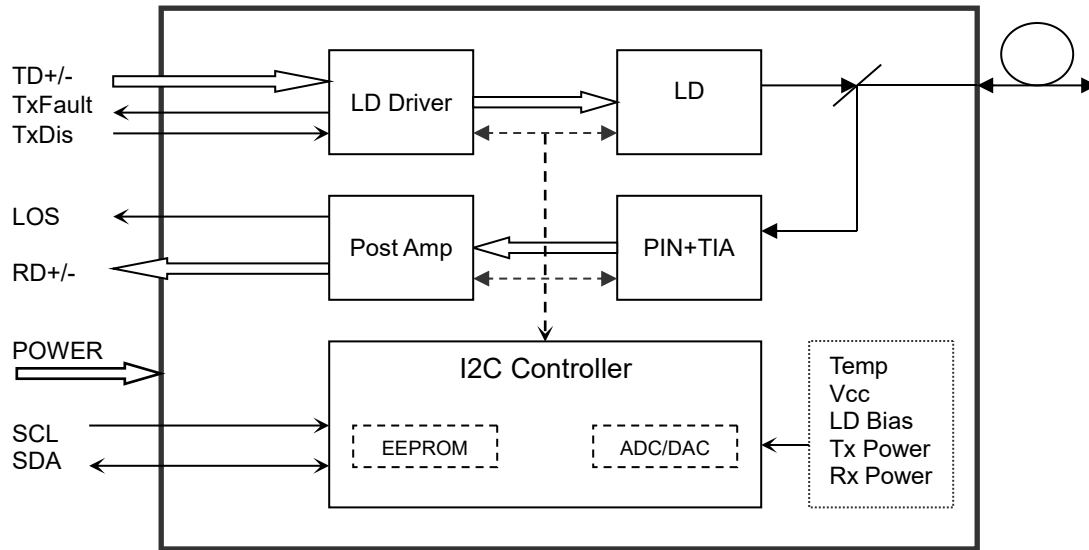 TD+/-
TxFault
TxDis
LD Driver
LD
LOS
RD+/-
Post Amp
PIN+TIA
POWER
SCL
SDA
I2C Controller
EEPROM
ADC/DAC
Temp
Vcc
LD Bias
Tx Power
Rx Power